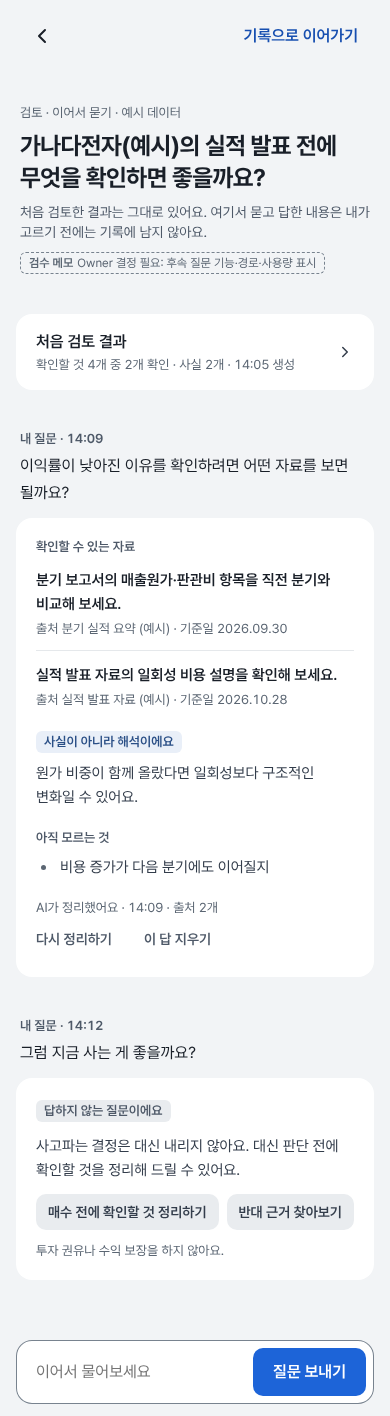 기록으로 이어가기
검토 · 이어서 묻기 · 예시 데이터
가나다전자(예시)의 실적 발표 전에
무엇을 확인하면 좋을까요?
처음 검토한 결과는 그대로 있어요. 여기서 묻고 답한 내용은 내가
고르기 전에는 기록에 남지 않아요.
검수 메모 Owner 결정 필요: 후속 질문 기능·경로·사용량 표시
처음 검토 결과
확인할 것 4개 중 2개 확인 · 사실 2개 · 14:05 생성
내 질문 · 14:09
이익률이 낮아진 이유를 확인하려면 어떤 자료를 보면
될까요?
확인할 수 있는 자료
분기 보고서의 매출원가·판관비 항목을 직전 분기와
비교해 보세요.
출처 분기 실적 요약 (예시) · 기준일 2026.09.30
실적 발표 자료의 일회성 비용 설명을 확인해 보세요.
출처 실적 발표 자료 (예시) · 기준일 2026.10.28
사실이 아니라 해석이에요
원가 비중이 함께 올랐다면 일회성보다 구조적인
변화일 수 있어요.
아직 모르는 것
• 비용 증가가 다음 분기에도 이어질지
AI가 정리했어요 · 14:09 · 출처 2개
다시 정리하기 이 답 지우기
내 질문 · 14:12
그럼 지금 사는 게 좋을까요?
답하지 않는 질문이에요
사고파는 결정은 대신 내리지 않아요. 대신 판단 전에
확인할 것을 정리해 드릴 수 있어요.
매수 전에 확인할 것 정리하기 반대 근거 찾아보기
투자 권유나 수익 보장을 하지 않아요.
이어서 물어보세요 질문 보내기